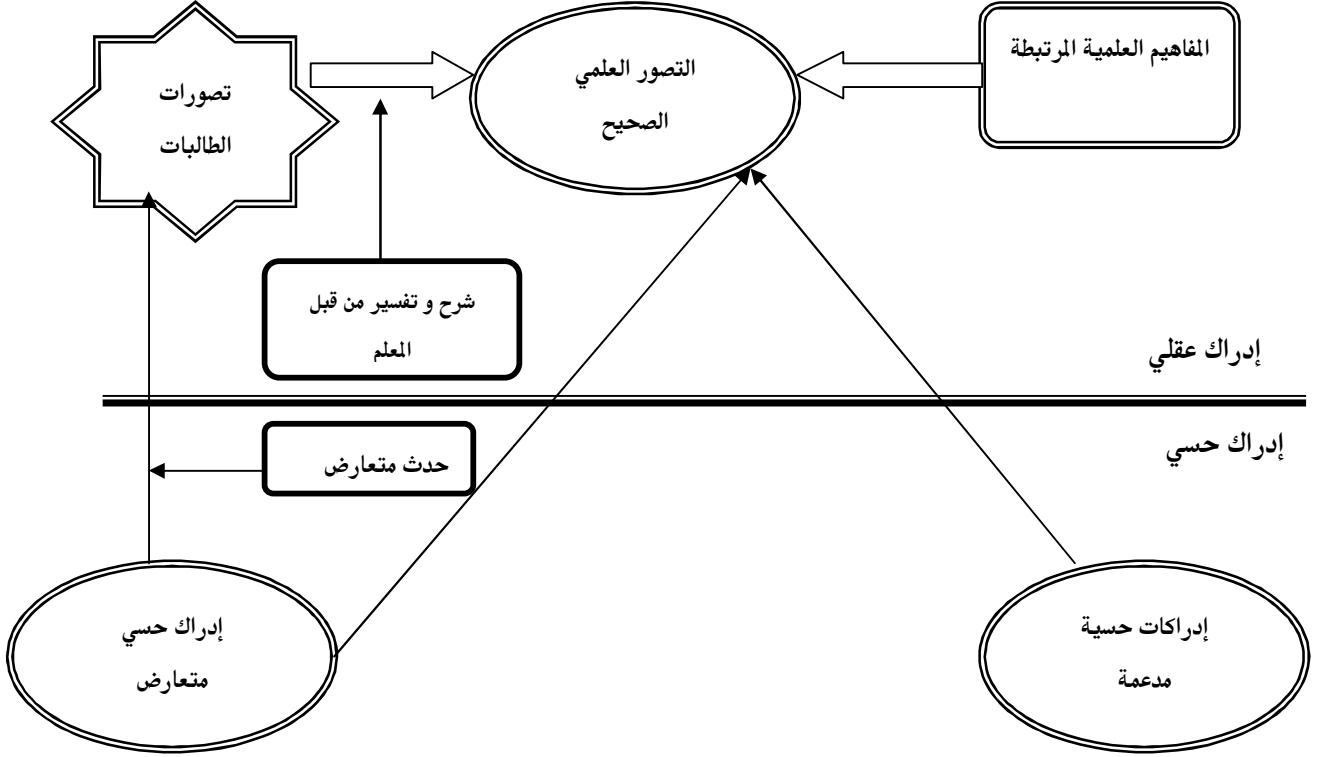 المفاهيم العلمية المرتبطة
التصور العلمي
الصحيح
تصورات
الطالبات
شرح و تفسير من قبل
المعلم
إدراك عقلي
إدراك حسي
حدث متعارض
إدراكات حسية
مدعمة
إدراك حسي
متعارض